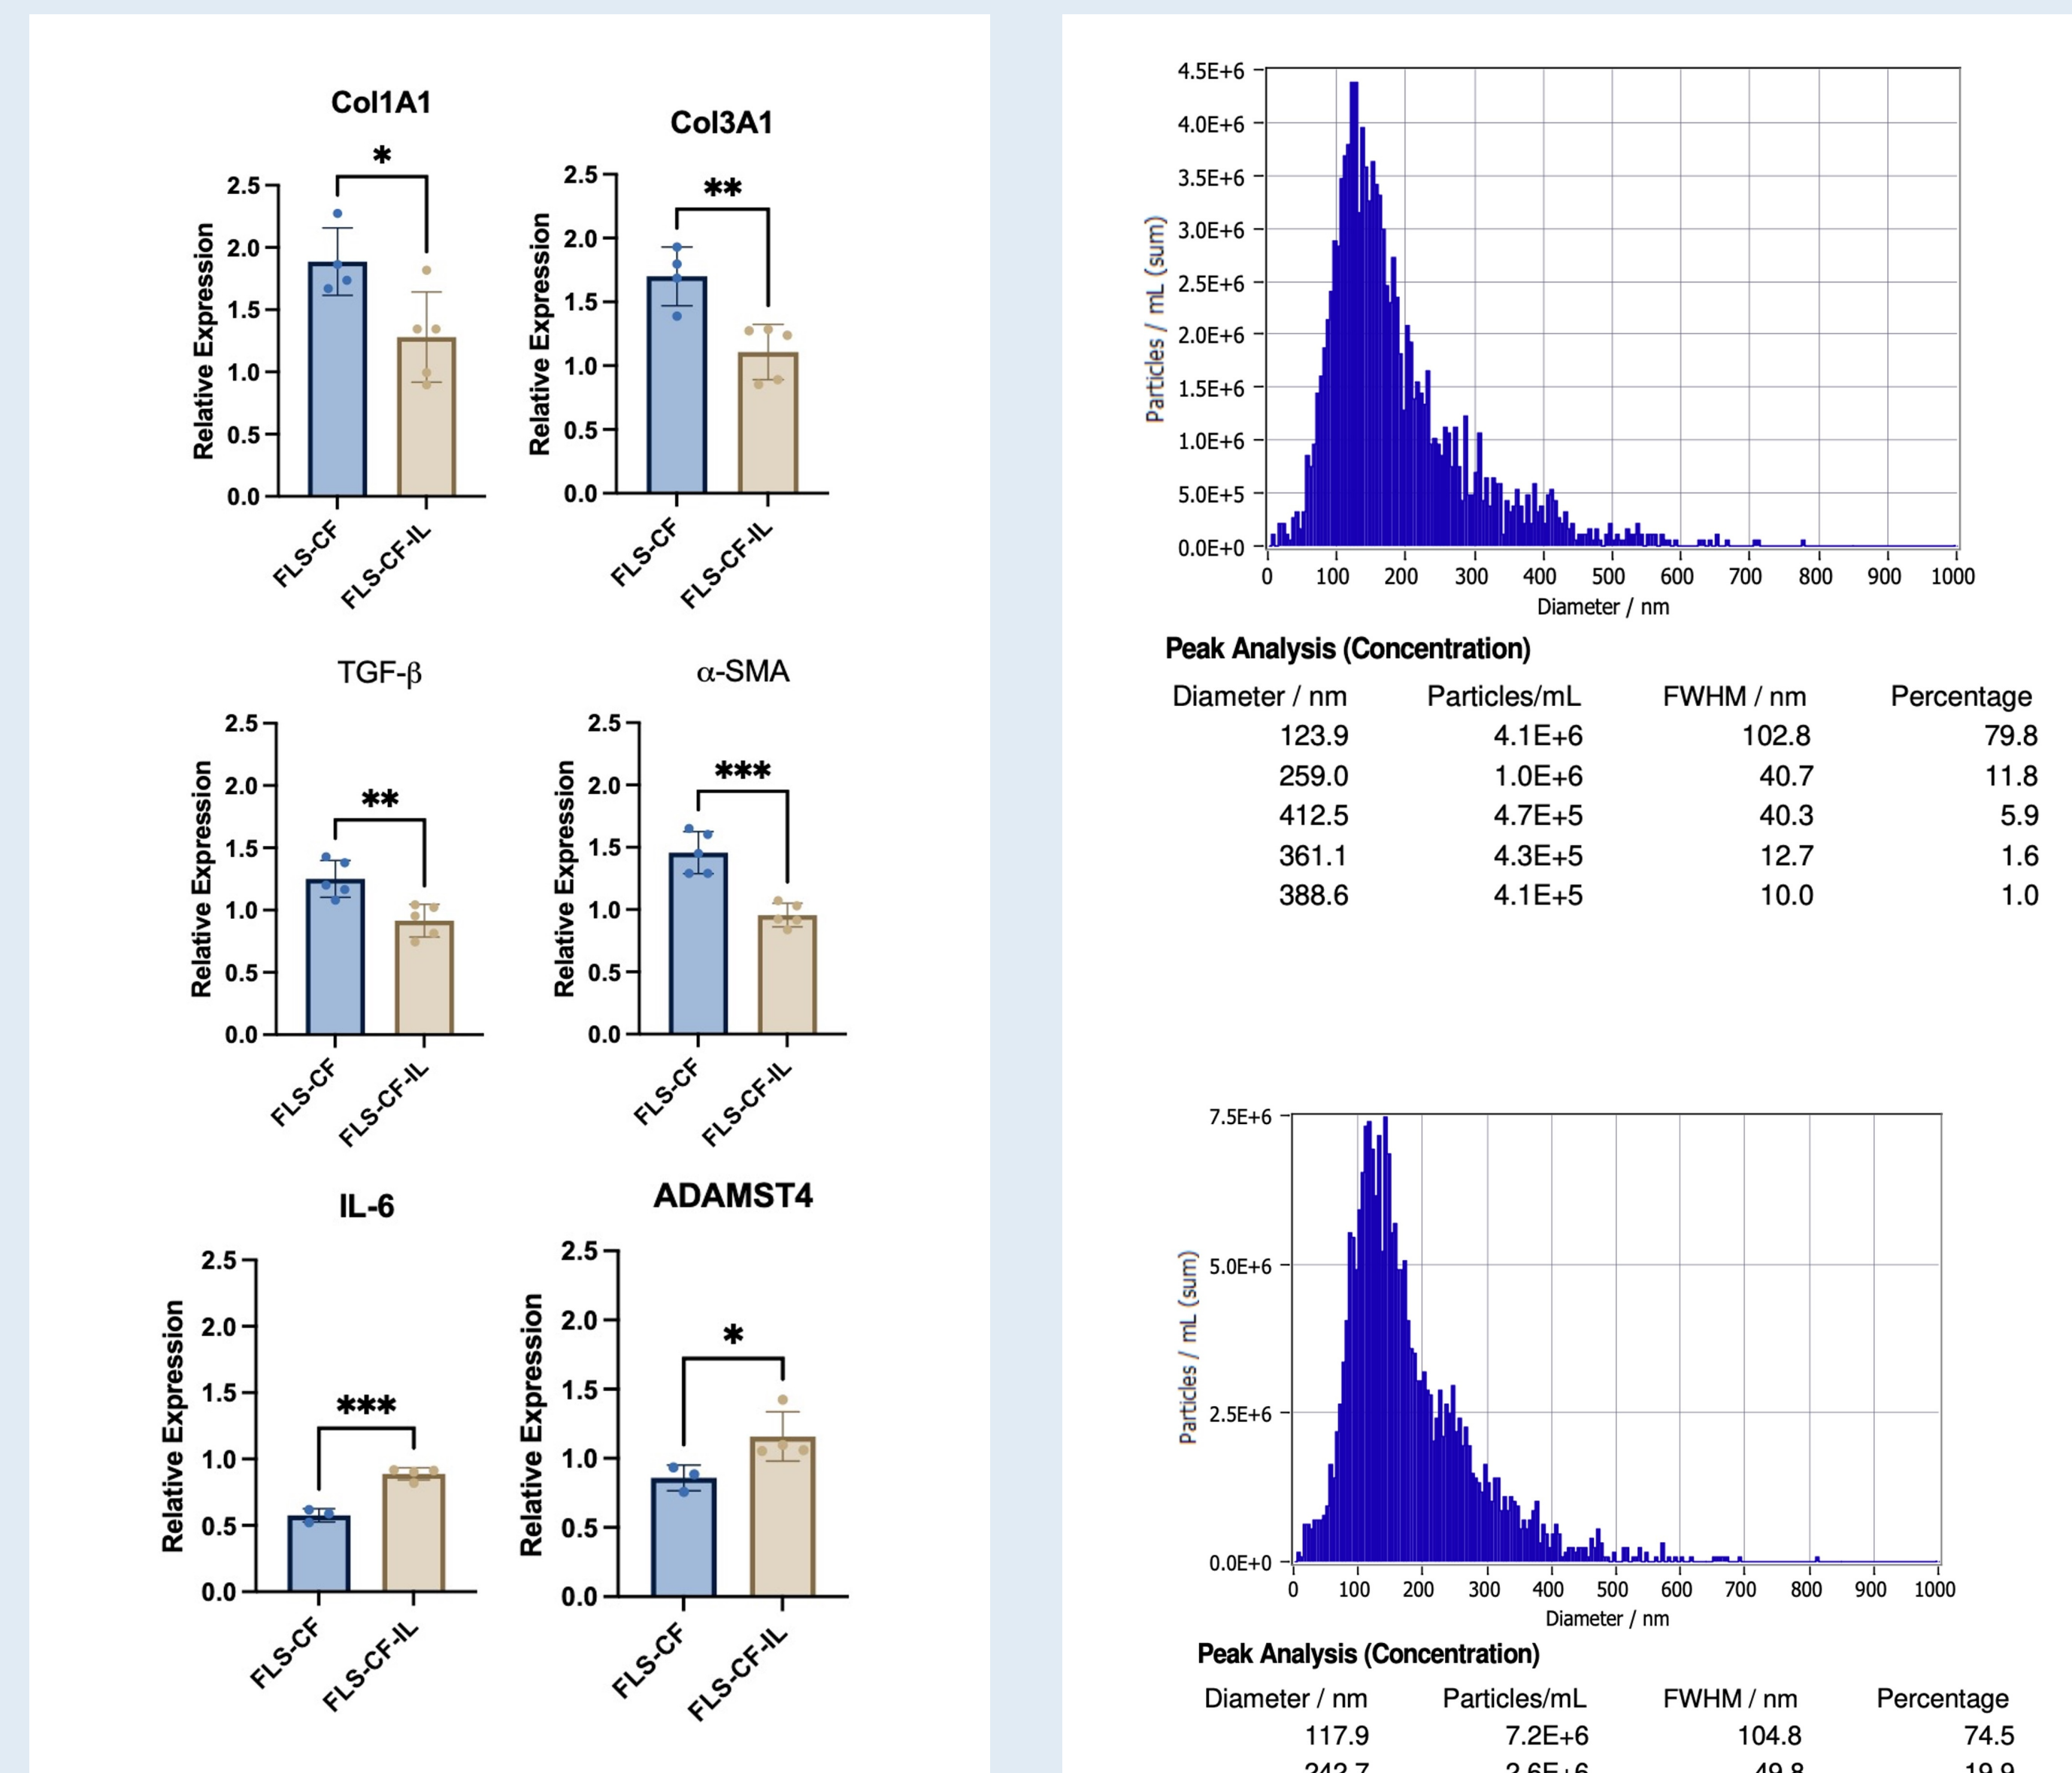 Col1A1
*
2.5
2.0
1.5
1.0
0.5
0.0
Relative Expression
FLS-CF
FLS-CF-IL
Col3A1
**
2.5
2.0
1.5
1.0
0.5
0.0
Relative Expression
FLS-CF
FLS-CF-IL
TGF-β
**
2.5
2.0
1.5
1.0
0.5
0.0
Relative Expression
FLS-CF
FLS-CF-IL
α-SMA
***
2.5
2.0
1.5
1.0
0.5
0.0
Relative Expression
FLS-CF
FLS-CF-IL
IL-6
***
2.5
2.0
1.5
1.0
0.5
0.0
Relative Expression
FLS-CF
FLS-CF-IL
ADAMST4
*
2.5
2.0
1.5
1.0
0.5
0.0
Relative Expression
FLS-CF
FLS-CF-IL
4.5E+6
4.0E+6
3.5E+6
3.0E+6
2.5E+6
2.0E+6
1.5E+6
1.0E+6
5.0E+5
0.0E+0
Particles / mL (sum)
0 100 200 300 400 500 600 700 800 900 1000
Diameter / nm
Peak Analysis (Concentration)
Diameter / nm Particles/mL FWHM / nm Percentage
123.9 4.1E+6 102.8 79.8
259.0 1.0E+6 40.7 11.8
412.5 4.7E+5 40.3 5.9
361.1 4.3E+5 12.7 1.6
388.6 4.1E+5 10.0 1.0
7.5E+6
5.0E+6
2.5E+6
0.0E+0
Particles / mL (sum)
0 100 200 300 400 500 600 700 800 900 1000
Diameter / nm
Peak Analysis (Concentration)
Diameter / nm Particles/mL FWHM / nm Percentage
117.9 7.2E+6 104.8 74.5
242.7 2.6E+6 49.8 19.9